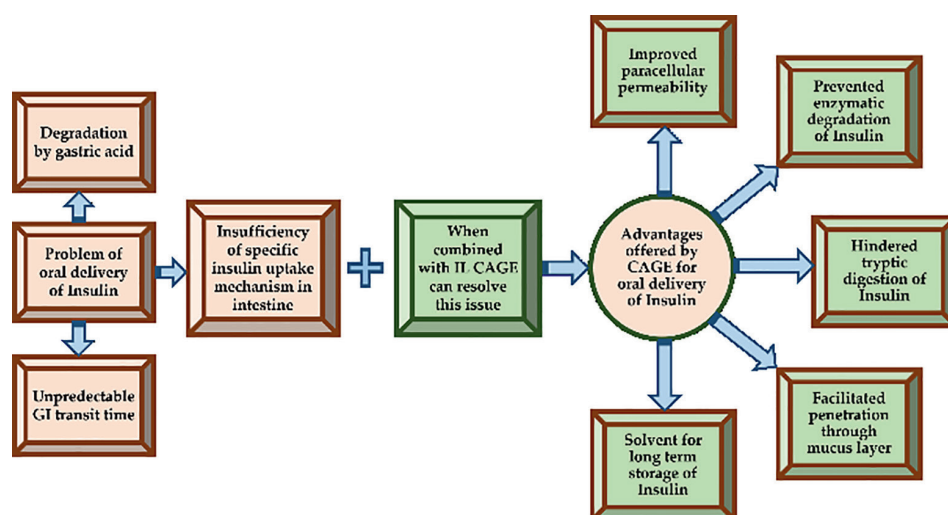 Degradation
by gastric acid
Problem of
oral delivery
of Insulin
Unpredectable
GI transit time
Insufficiency
of specific
insulin uptake
mechanism in
intestine
When
combined
with IL CAGE
can resolve
this issue
Advantages
offered by
CAGE for
oral delivery
of Insulin
Improved
paracellular
permeability
Prevented
enzymatic
degradation
of Insulin
Hindered
tryptic
digestion of
Insulin
Facilitated
penetration
through
mucus layer
Solvent for
long term
storage of
Insulin